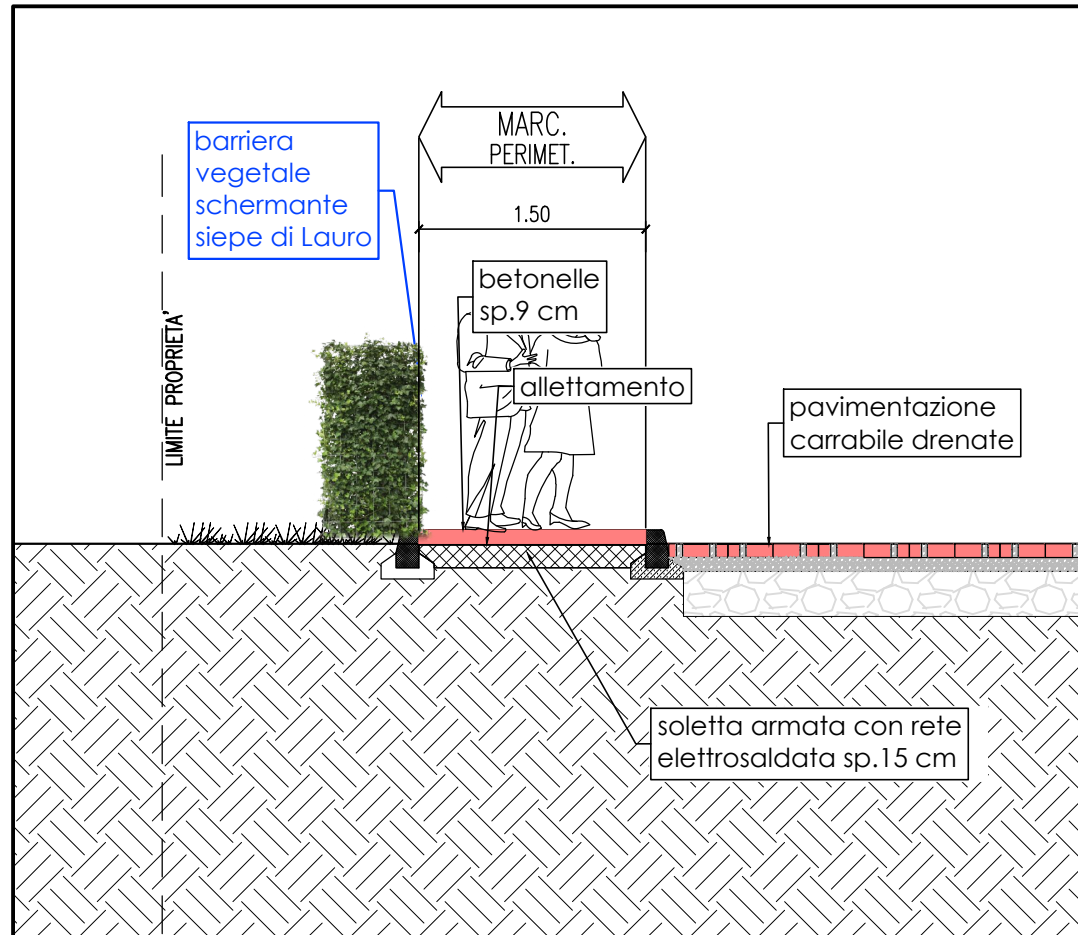 MARC.
PERIMET.
barriera
vegetale
schermante
siepe di Lauro
1.50
betonelle
sp.9 cm
allettamento
LIMITE PROPRIETA'
pavimentazione
carrabile drenate
soletta armata con rete
elettrosaldata sp.15 cm